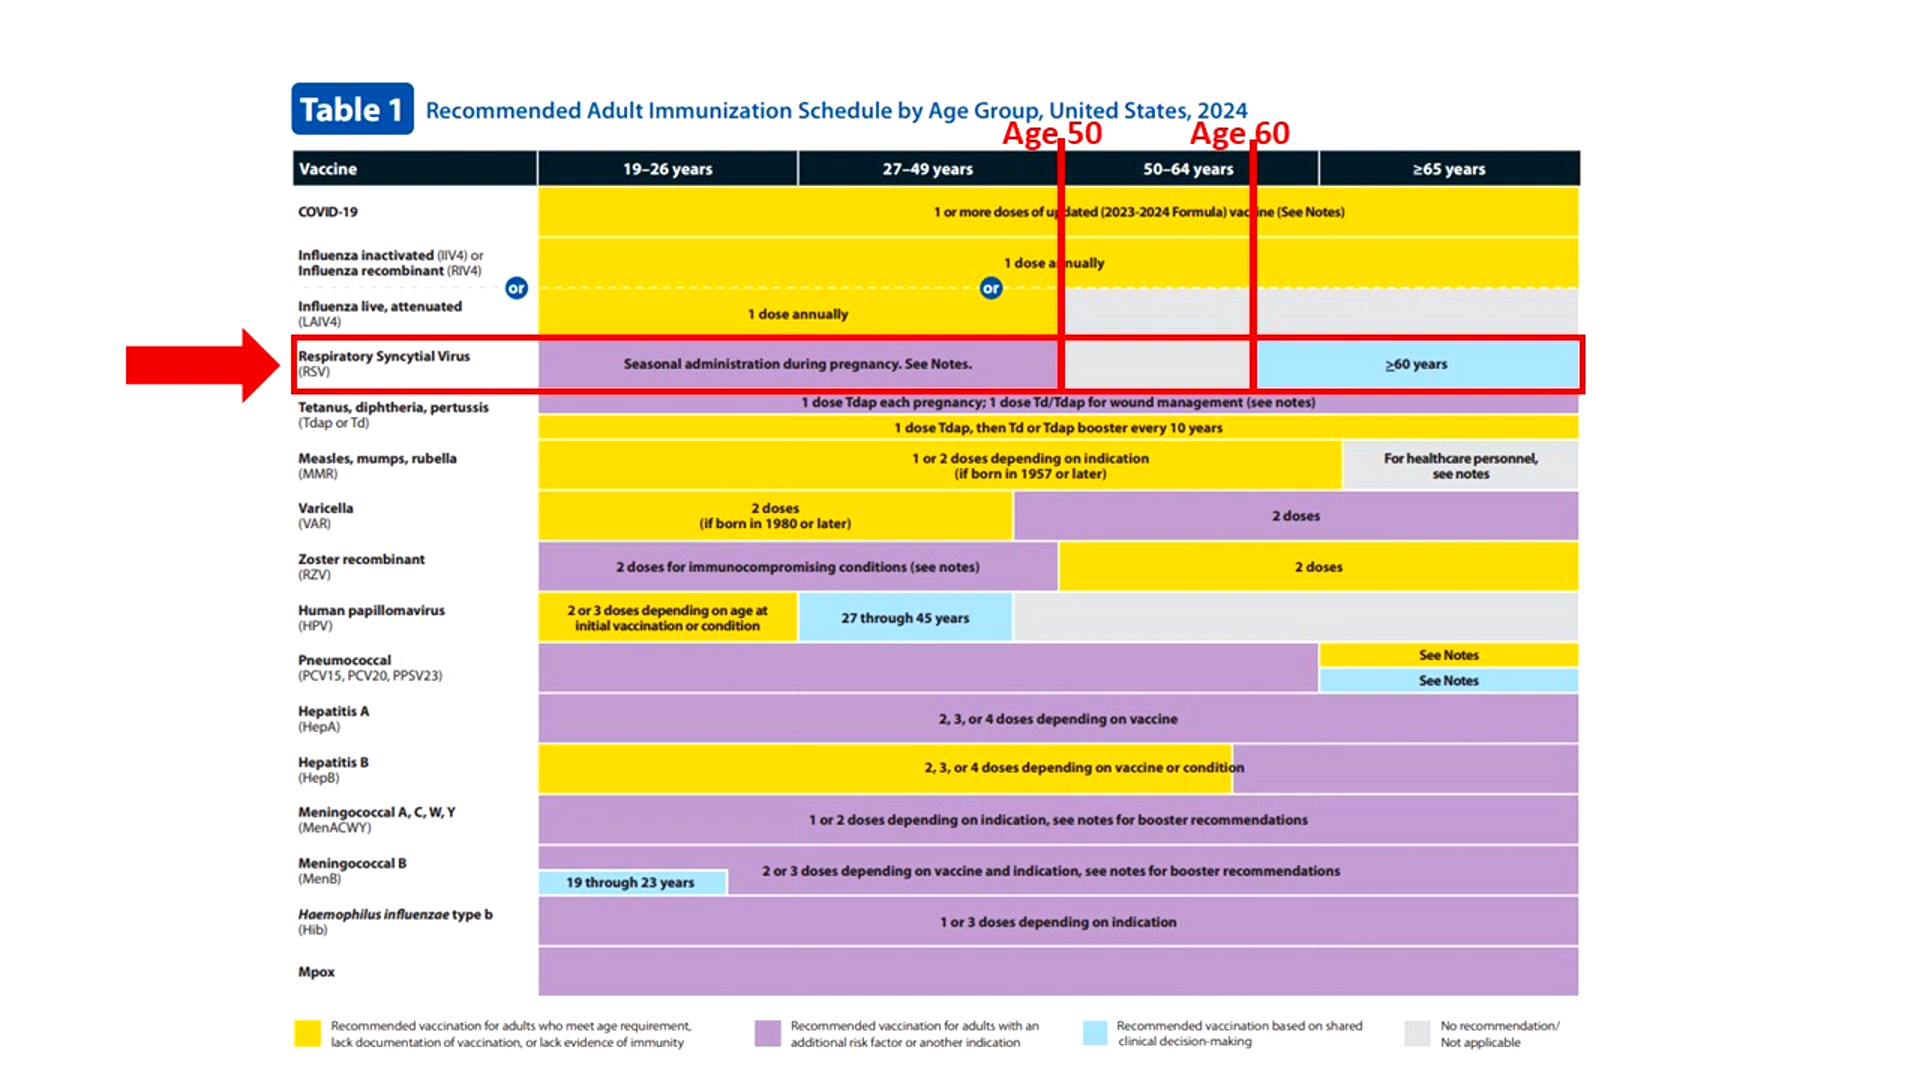 Table 1 Recommended Adult Immunization Schedule by Age Group, United States, 2024
Age 50 Age 60
Vaccine 19–26 years 27–49 years 50–64 years ≥65 years
COVID-19
1 or more doses of updated (2023-2024 Formula) vaccine (See Notes)
Influenza inactivated (IIV4) or
Influenza recombinant (RIV4)
1 dose annually
or or
Influenza live, attenuated
(LAIV4)
1 dose annually
Respiratory Syncytial Virus
(RSV)
Seasonal administration during pregnancy. See Notes. ≥60 years
Tetanus, diphtheria, pertussis
(Tdap or Td)
1 dose Tdap each pregnancy; 1 dose Td/Tdap for wound management (see notes)
1 dose Tdap, then Td or Tdap booster every 10 years
Measles, mumps, rubella
(MMR)
1 or 2 doses depending on indication
(if born in 1957 or later)
For healthcare personnel,
see notes
Varicella
(VAR)
2 doses
(if born in 1980 or later)
2 doses
Zoster recombinant
(RZV)
2 doses for immunocompromising conditions (see notes) 2 doses
Human papillomavirus
(HPV)
2 or 3 doses depending on age at
initial vaccination or condition
27 through 45 years
Pneumococcal
(PCV15, PCV20, PPSV23)
See Notes
See Notes
Hepatitis A
(HepA)
2, 3, or 4 doses depending on vaccine
Hepatitis B
(HepB)
2, 3, or 4 doses depending on vaccine or condition
Meningococcal A, C, W, Y
(MenACWY)
1 or 2 doses depending on indication, see notes for booster recommendations
Meningococcal B
(MenB)
2 or 3 doses depending on vaccine and indication, see notes for booster recommendations
19 through 23 years
Haemophilus influenzae type b
(Hib)
1 or 3 doses depending on indication
Mpox
Recommended vaccination for adults who meet age requirement,
lack documentation of vaccination, or lack evidence of immunity
Recommended vaccination for adults with an
additional risk factor or another indication
Recommended vaccination based on shared
clinical decision-making
No recommendation/
Not applicable